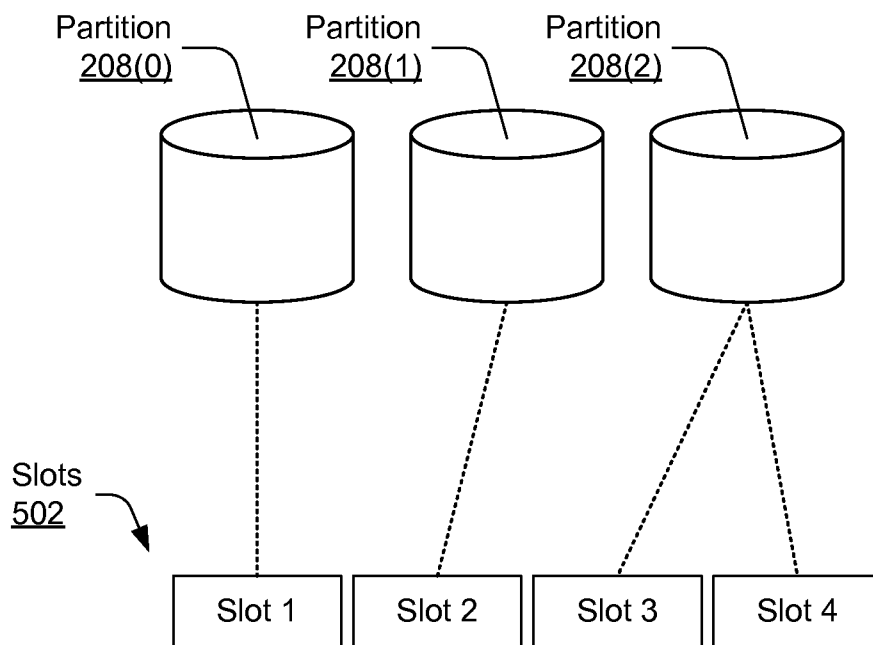 Partition
208(0)
Partition
208(1)
Partition
208(2)
Slots
502
Slot 1
Slot 2
Slot 3
Slot 4